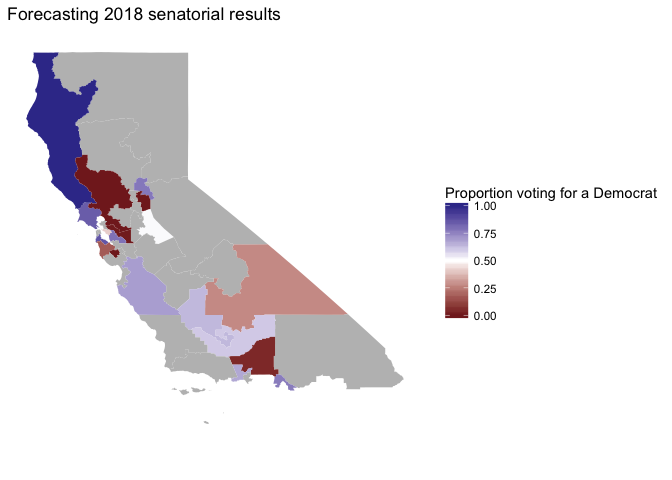 Forecasting 2018 senatorial results
Proportion voting for a Democrat
1.00
0.75
0.50
0.25
0.00